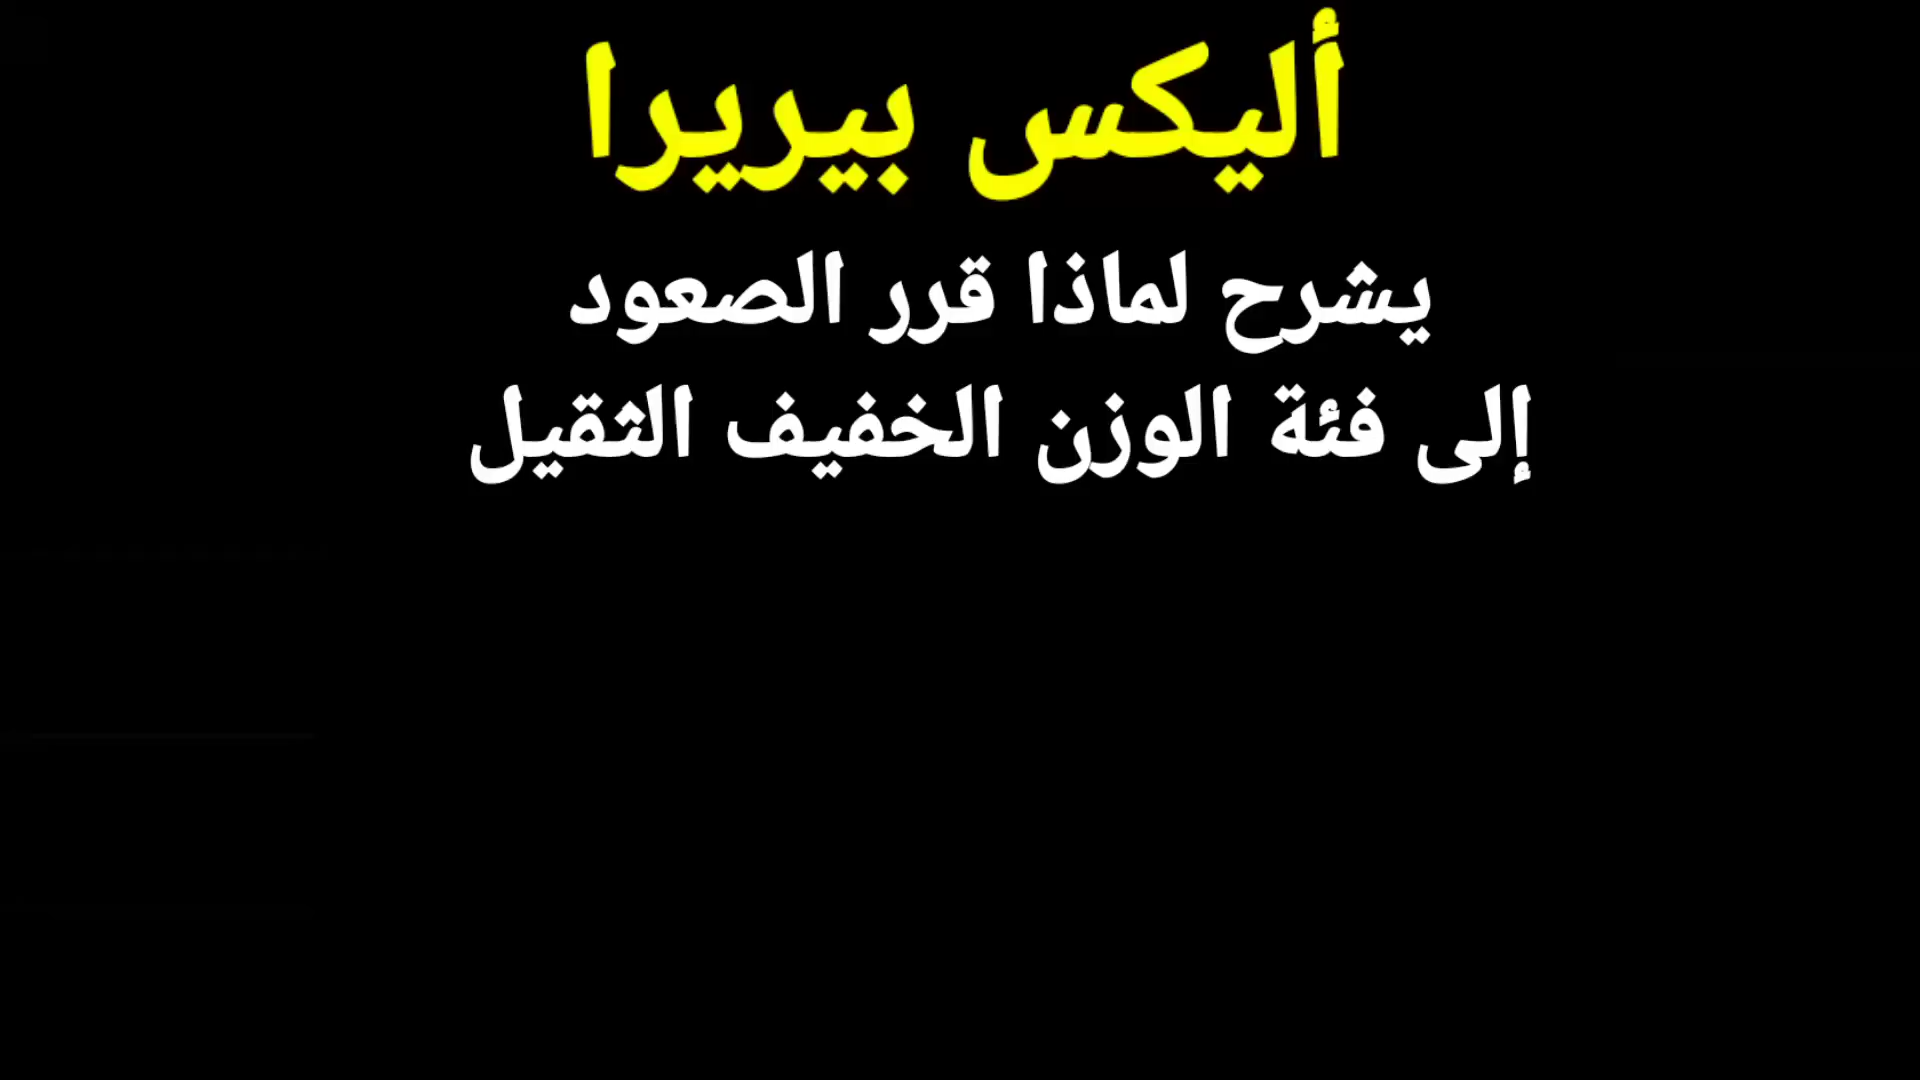 أليكس بيريرا
يشرح لماذا قرر الصعود
إلى فئة الوزن الخفيف الثقيل